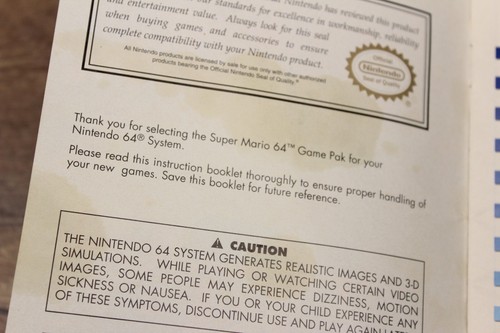 Nintendo has reviewed this product
our standards for excellence in workmanship, reliability
and entertainment value. Always look for this seal
when buying games and accessories to ensure
complete compatibility with your Nintendo product.
All Nintendo products are licensed by sale for use only with other authorized
products bearing the Official Nintendo Seal of Quality.®
Official
Nintendo
Seal of Quality
Thank you for selecting the Super Mario 64™ Game Pak for your
Nintendo 64® System.
Please read this instruction booklet thoroughly to ensure proper handling of
your new games. Save this booklet for future reference.
⚠ CAUTION
THE NINTENDO 64 SYSTEM GENERATES REALISTIC IMAGES AND 3-D
SIMULATIONS. WHILE PLAYING OR WATCHING CERTAIN VIDEO
IMAGES, SOME PEOPLE MAY EXPERIENCE DIZZINESS, MOTION
SICKNESS OR NAUSEA. IF YOU OR YOUR CHILD EXPERIENCE ANY
OF THESE SYMPTOMS, DISCONTINUE USE AND PLAY AGAIN